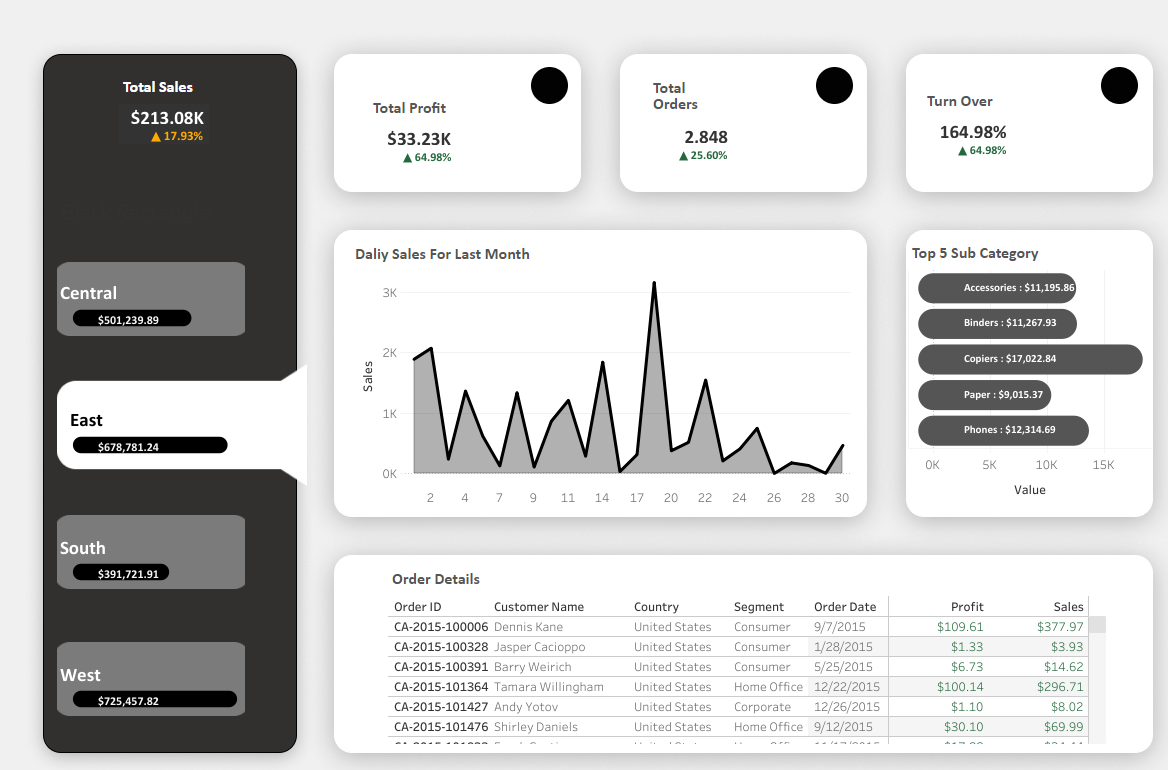 Total Sales
$213.08K
▲ 17.93%
Central
$501,239.89
East
$678,781.24
South
$391,721.91
West
$725,457.82
Total Profit
$33.23K
▲ 64.98%
Total
Orders
2.848
▲ 25.60%
Turn Over
164.98%
▲ 64.98%
Daliy Sales For Last Month
Sales
3K
2K
1K
0K
2 4 7 9 11 14 17 20 22 24 26 28 30
Top 5 Sub Category
Accessories : $11,195.86
Binders : $11,267.93
Copiers : $17,022.84
Paper : $9,015.37
Phones : $12,314.69
0K 5K 10K 15K
Value
Order Details
Order ID Customer Name Country Segment Order Date Profit Sales
CA-2015-100006 Dennis Kane United States Consumer 9/7/2015 $109.61 $377.97
CA-2015-100328 Jasper Cacioppo United States Consumer 1/28/2015 $1.33 $3.93
CA-2015-100391 Barry Weirich United States Consumer 5/25/2015 $6.73 $14.62
CA-2015-101364 Tamara Willingham United States Home Office 12/22/2015 $100.14 $296.71
CA-2015-101427 Andy Yotov United States Corporate 12/26/2015 $1.10 $8.02
CA-2015-101476 Shirley Daniels United States Home Office 9/12/2015 $30.10 $69.99